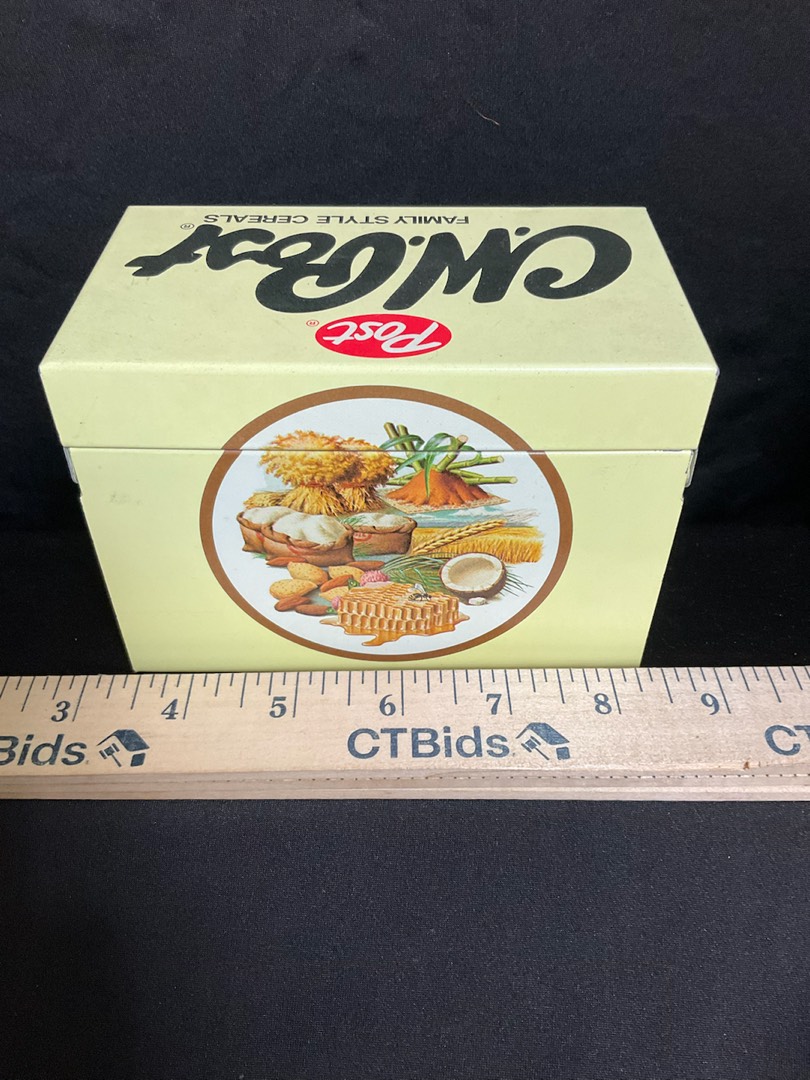 FAMILY STYLE CEREALS
C.W. Post®
Post®
3 4 5 6 7 8 9
Bids CTBids CT